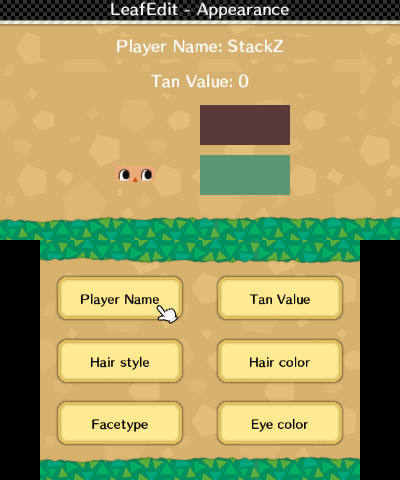 LeafEdit - Appearance
Player Name: StackZ
Tan Value: 0
Player Name
Tan Value
Hair style
Hair color
Facetype
Eye color